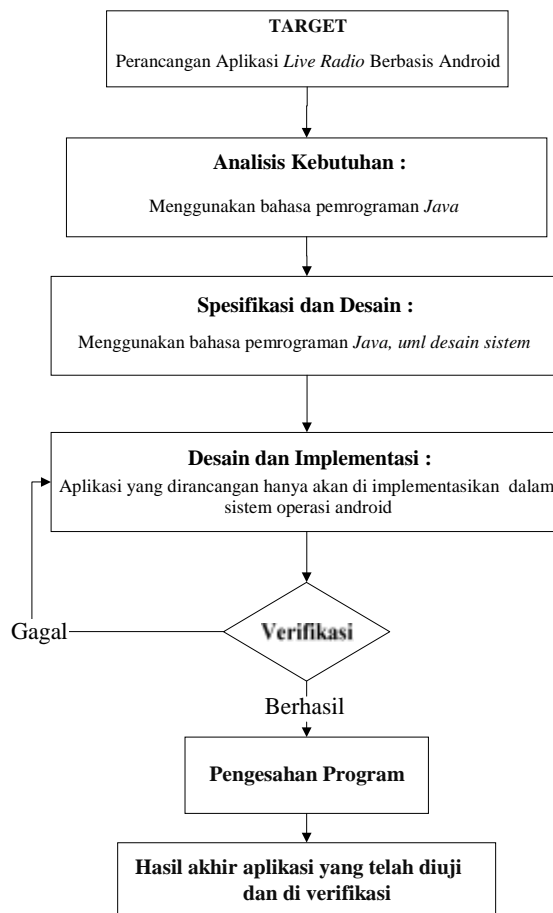 TARGET
Perancangan Aplikasi Live Radio Berbasis Android
Analisis Kebutuhan :
Menggunakan bahasa pemrograman Java
Spesifikasi dan Desain :
Menggunakan bahasa pemrograman Java, uml desain sistem
Desain dan Implementasi :
Aplikasi yang dirancangan hanya akan di implementasikan dalam
sistem operasi android
Verifikasi
Gagal
Berhasil
Pengesahan Program
Hasil akhir aplikasi yang telah diuji
dan di verifikasi